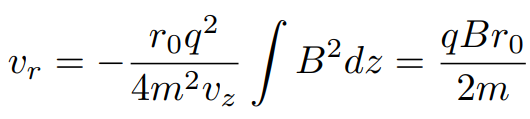 v_r = -\frac{r_0 q^2}{4m^2 v_z} \int B^2 dz = \frac{qBr_0}{2m}